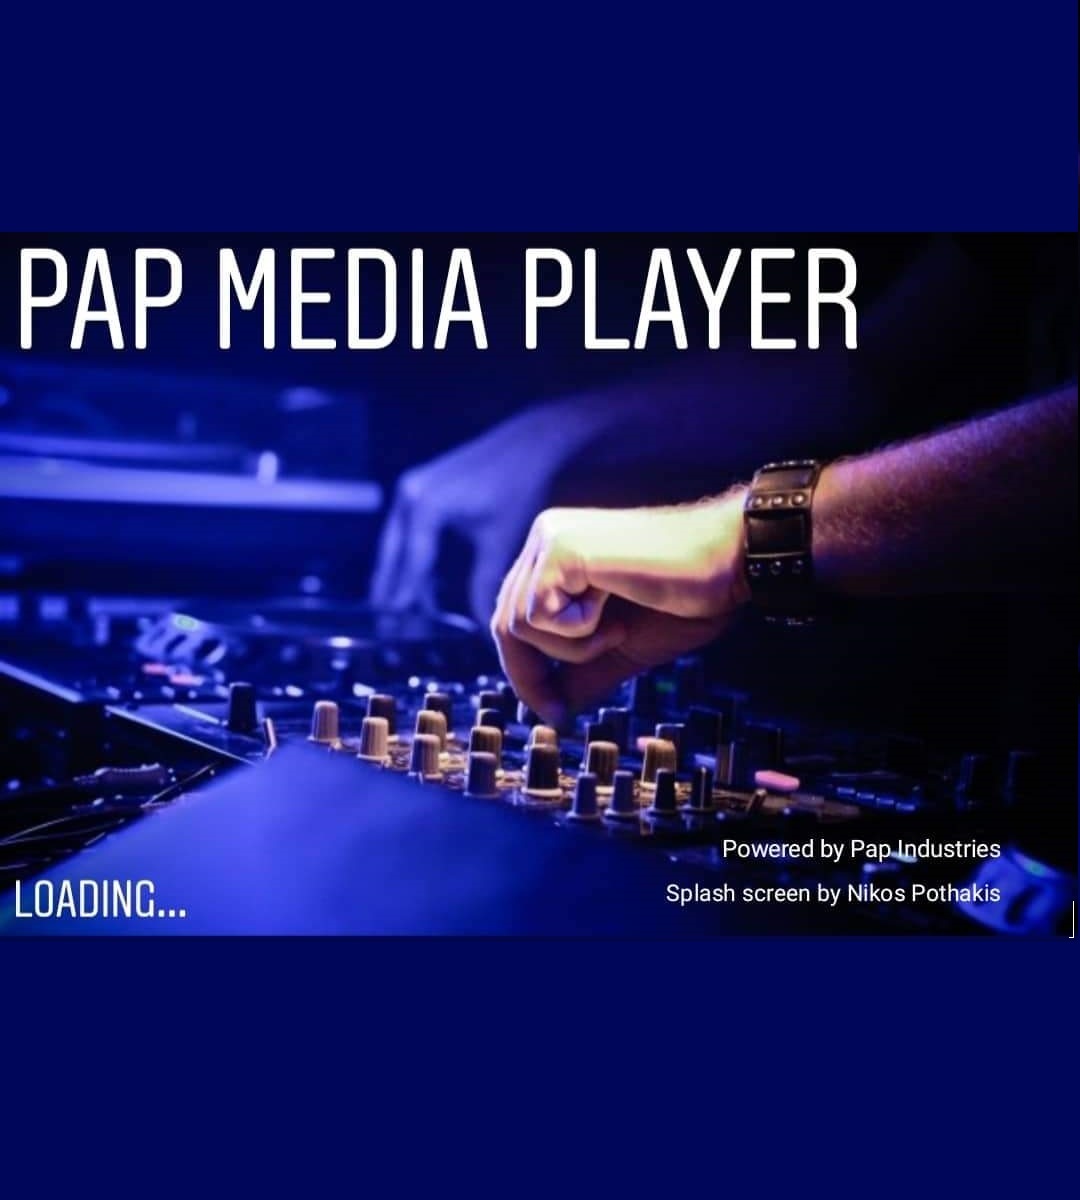 PAP MEDIA PLAYER
Powered by Pap Industries
Splash screen by Nikos Pothakis
LOADING...